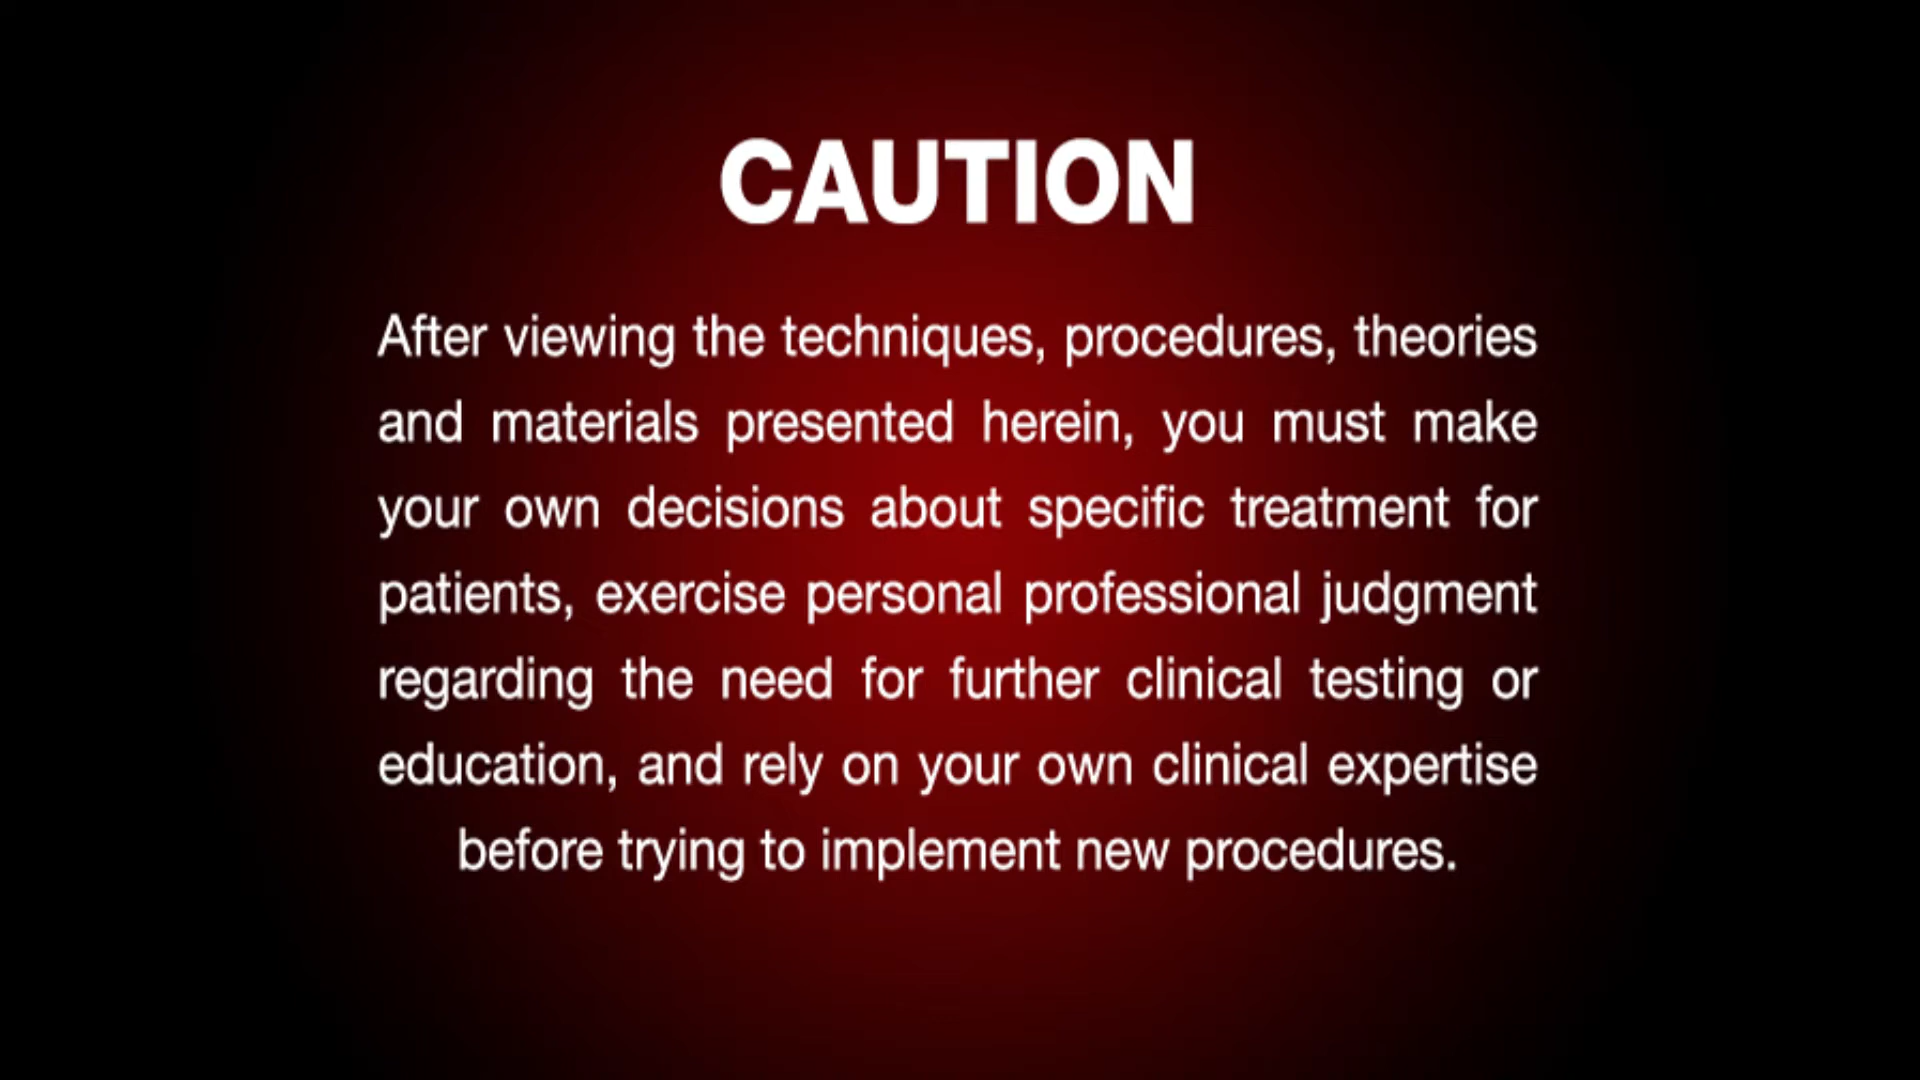 CAUTION
After viewing the techniques, procedures, theories
and materials presented herein, you must make
your own decisions about specific treatment for
patients, exercise personal professional judgment
regarding the need for further clinical testing or
education, and rely on your own clinical expertise
before trying to implement new procedures.